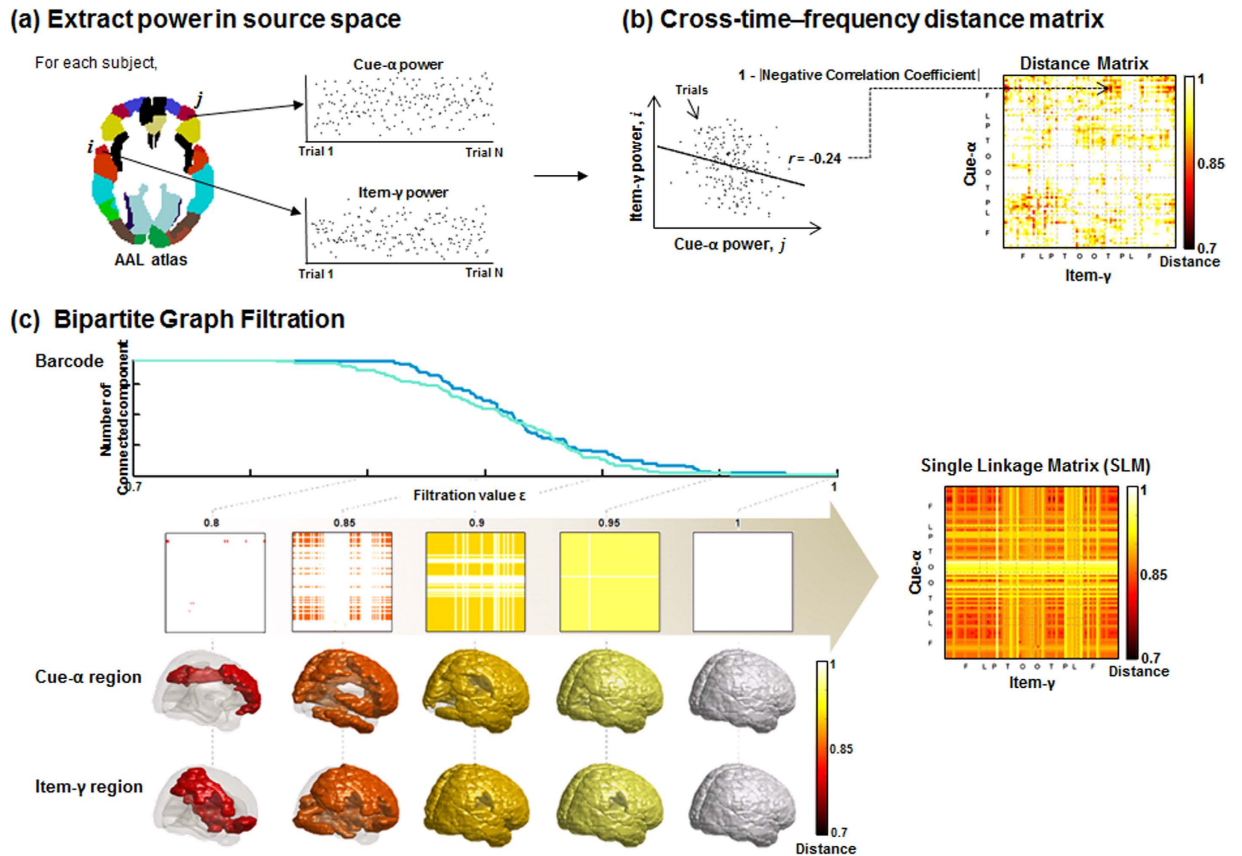 (a) Extract power in source space
For each subject,
j
i
AAL atlas
Cue-α power
Trial 1
Trial N
Item-γ power
Trial 1
Trial N
(b) Cross-time–frequency distance matrix
1 - |Negative Correlation Coefficient|
Trials
r = -0.24
Item-γ power, i
Cue-α power, j
Distance Matrix
Cue-α
F
L
P
T
O
O
T
P
L
F
F L P T O O T P L F
Item-γ
1
0.85
0.7
Distance
(c) Bipartite Graph Filtration
Barcode
Number of
Connected component
0.7
1
Filtration value ε
0.8 0.85 0.9 0.95 1
Cue-α region
Item-γ region
1
0.85
0.7
Distance
Single Linkage Matrix (SLM)
Cue-α
F
L
P
T
O
O
T
P
L
F
F L P T O O T P L F
Item-γ
1
0.85
0.7
Distance